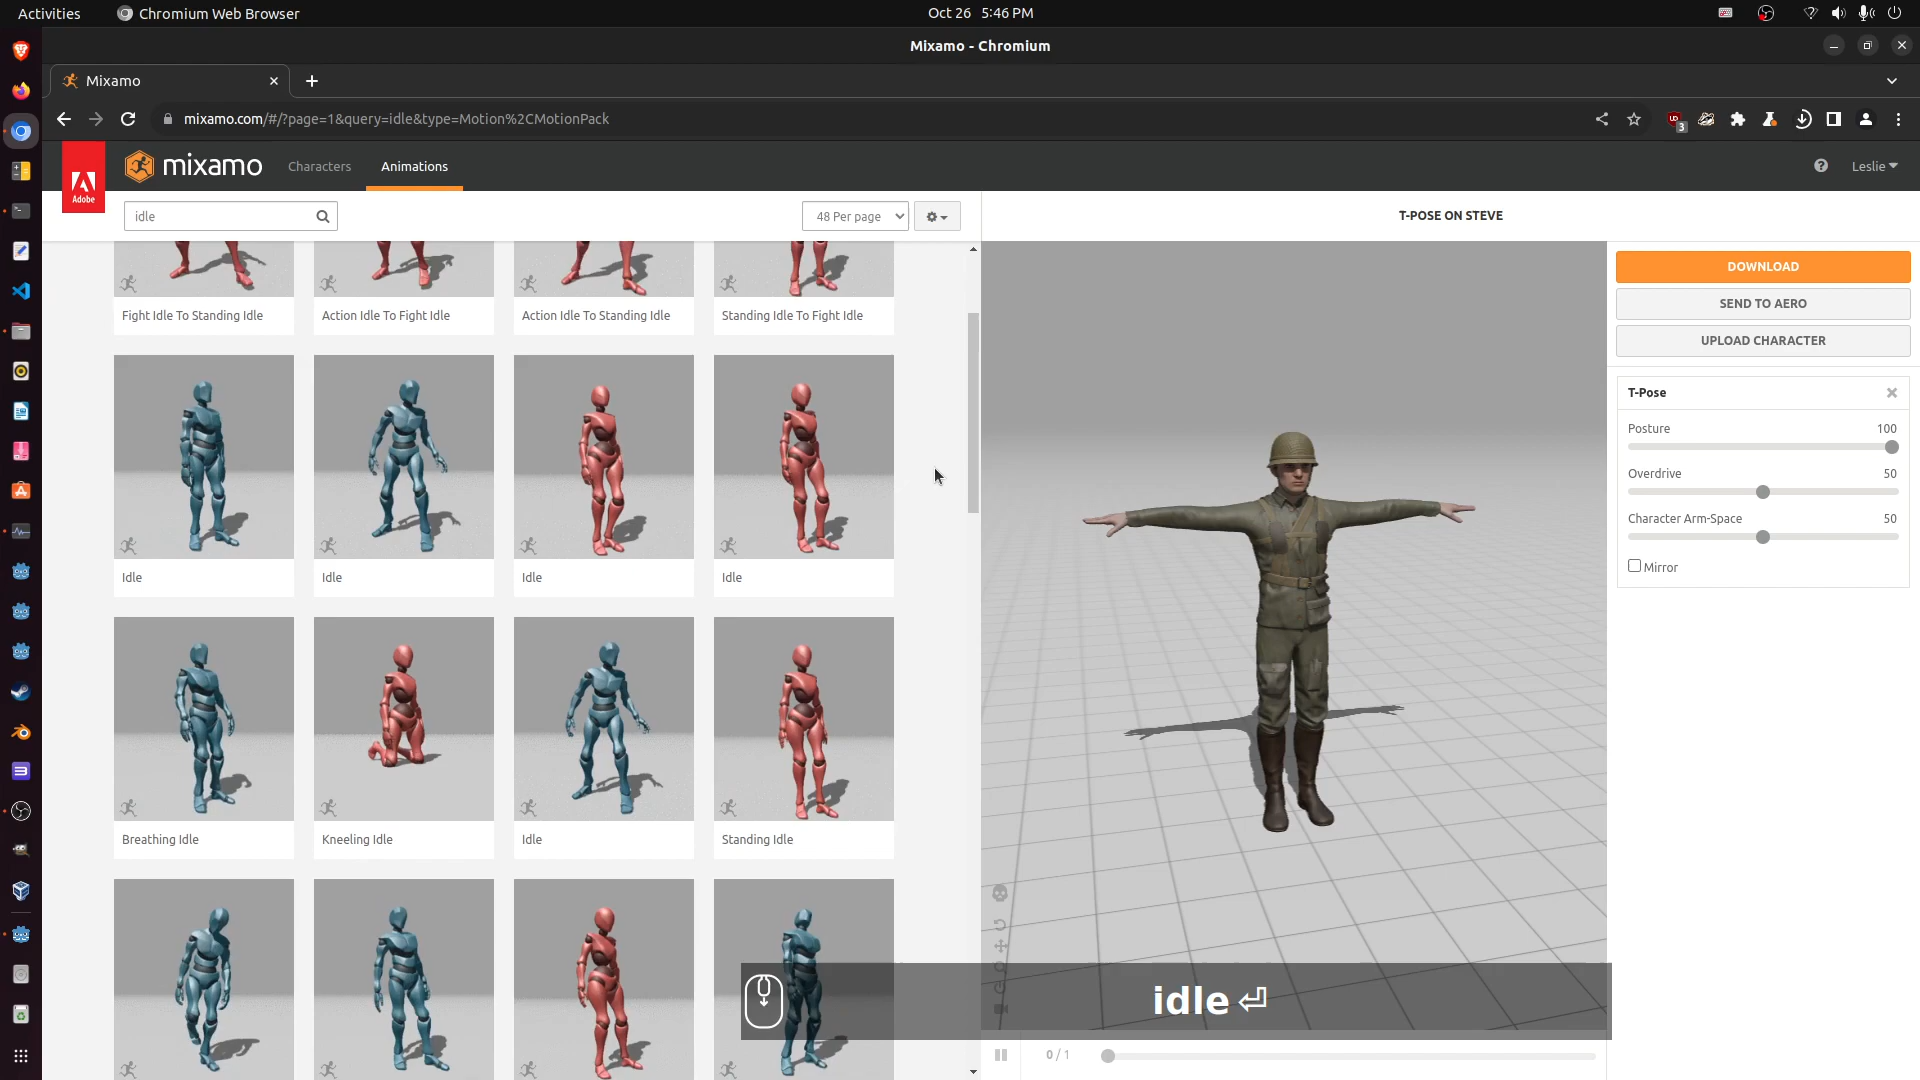 Activities
Chromium Web Browser
Oct 26 5:46 PM
Mixamo - Chromium
Mixamo
mixamo.com/#/?page=1&query=idle&type=Motion%2CMotionPack
3
Adobe
mixamo
Characters
Animations
Leslie
idle
48 Per page
T-POSE ON STEVE
Fight Idle To Standing Idle
Action Idle To Fight Idle
Action Idle To Standing Idle
Standing Idle To Fight Idle
DOWNLOAD
SEND TO AERO
UPLOAD CHARACTER
T-Pose
Posture 100
Overdrive 50
Character Arm-Space 50
Mirror
Idle
Idle
Idle
Idle
Breathing Idle
Kneeling Idle
Idle
Standing Idle
idle ⏎
0 / 1